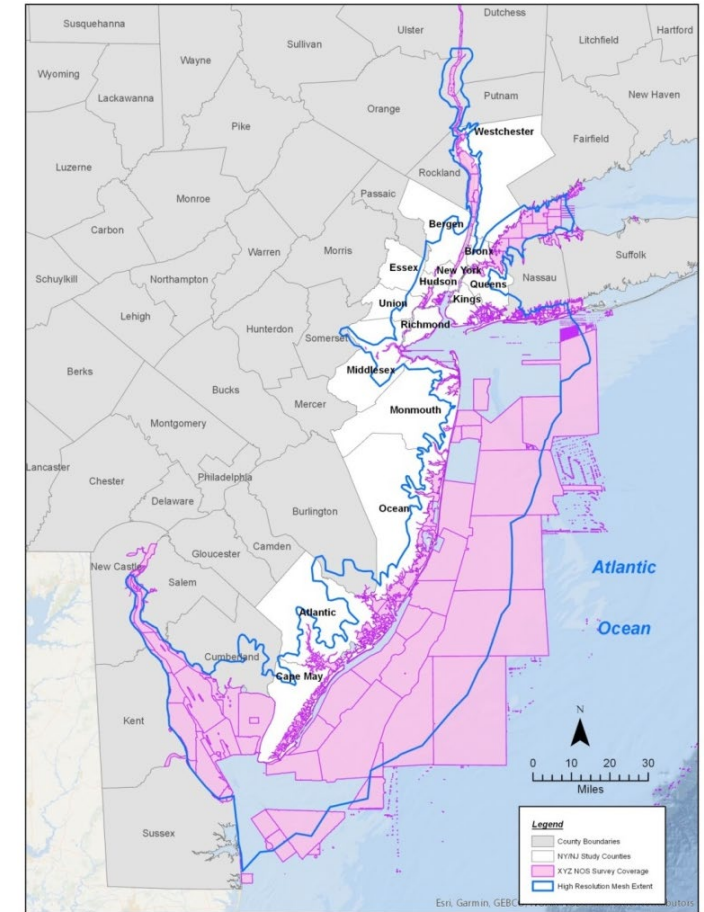 Dutchess
Susquehanna
Ulster
Hartford
Sullivan
Litchfield
Wayne
Wyoming
Lackawanna
Putnam
New Haven
Orange
Pike
Westchester
Fairfield
Luzerne
Rockland
Passaic
Monroe
Bergen
Carbon
Morris
Bronx
Warren
Suffolk
Essex
New York
Schuylkill
Northampton
Hudson
Queens
Nassau
Union
Kings
Lehigh
Richmond
Hunterdon
Somerset
Middlesex
Berks
Bucks
Mercer
Monmouth
Montgomery
Lancaster
Philadelphia
Chester
Ocean
Delaware
Burlington
Camden
Gloucester
New Castle
Atlantic
Salem
Atlantic
Ocean
Cumberland
Cape May
Kent
N
0 10 20 30
Miles
Sussex
Legend
County Boundaries
NY/NJ Study Counties
XYZ NOS Survey Coverage
High Resolution Mesh Extent
Esri, Garmin,